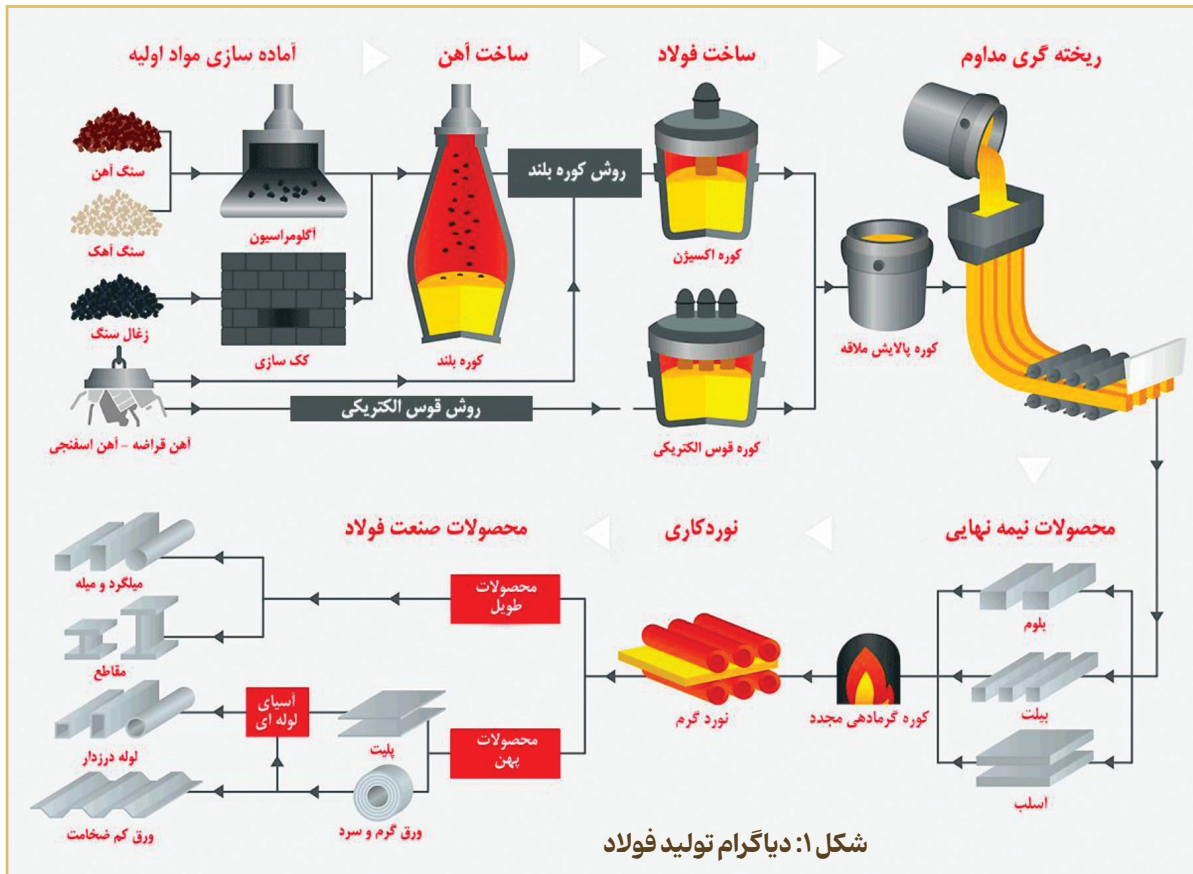 آماده سازی مواد اولیه
ساخت آهن
ساخت فولاد
ریخته گری مداوم
سنگ آهن
سنگ آهک
زغال سنگ
آهن قراضه - آهن اسفنجی
آگلومراسیون
کک سازی
کوره بلند
روش کوره بلند
روش قوس الکتریکی
کوره اکسیژن
کوره قوس الکتریکی
کوره پالایش ملاقه
محصولات نیمه نهایی
نوردکاری
محصولات صنعت فولاد
بلوم
بیلت
اسلب
کوره گرمادهی مجدد
نورد گرم
محصولات
طویل
محصولات
پهن
میلگرد و میله
مقاطع
پلیت
ورق گرم و سرد
آسیای
لوله ای
لوله درزدار
ورق کم ضخامت
شکل ۱: دیاگرام تولید فولاد